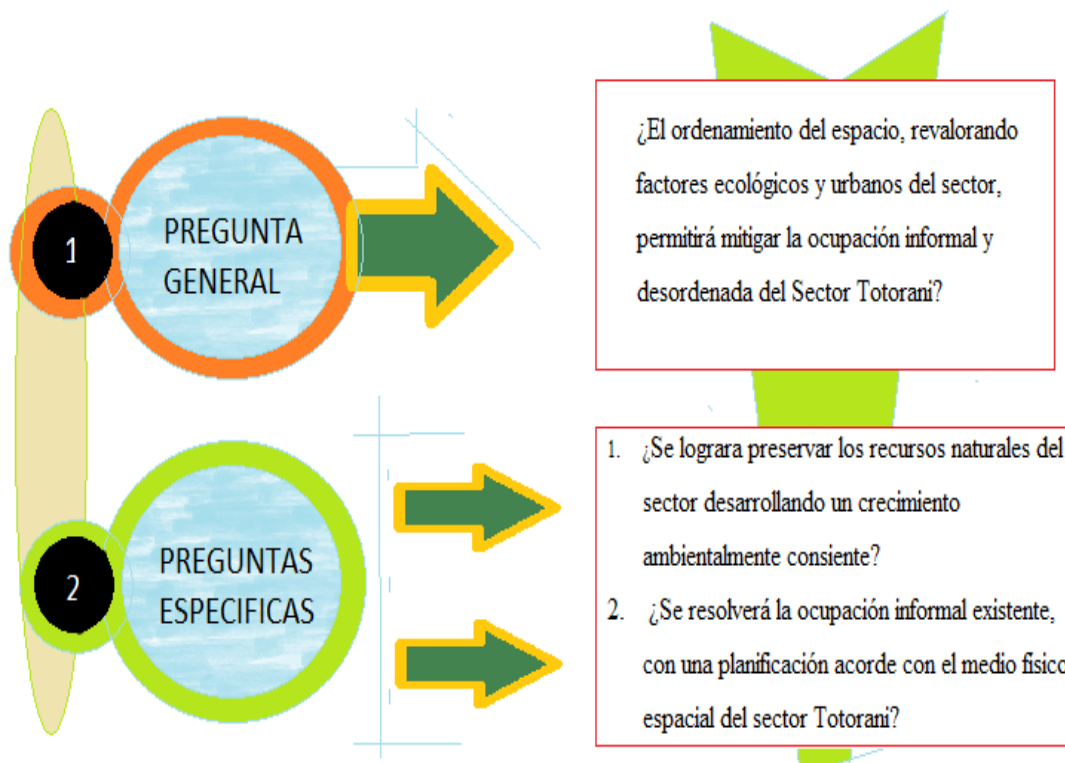 1
PREGUNTA
GENERAL
¿El ordenamiento del espacio, revalorando
factores ecológicos y urbanos del sector,
permitirá mitigar la ocupación informal y
desordenada del Sector Totorani?
2
PREGUNTAS
ESPECIFICAS
1. ¿Se lograra preservar los recursos naturales del
sector desarrollando un crecimiento
ambientalmente consiente?
2. ¿Se resolverá la ocupación informal existente,
con una planificación acorde con el medio físico
espacial del sector Totorani?